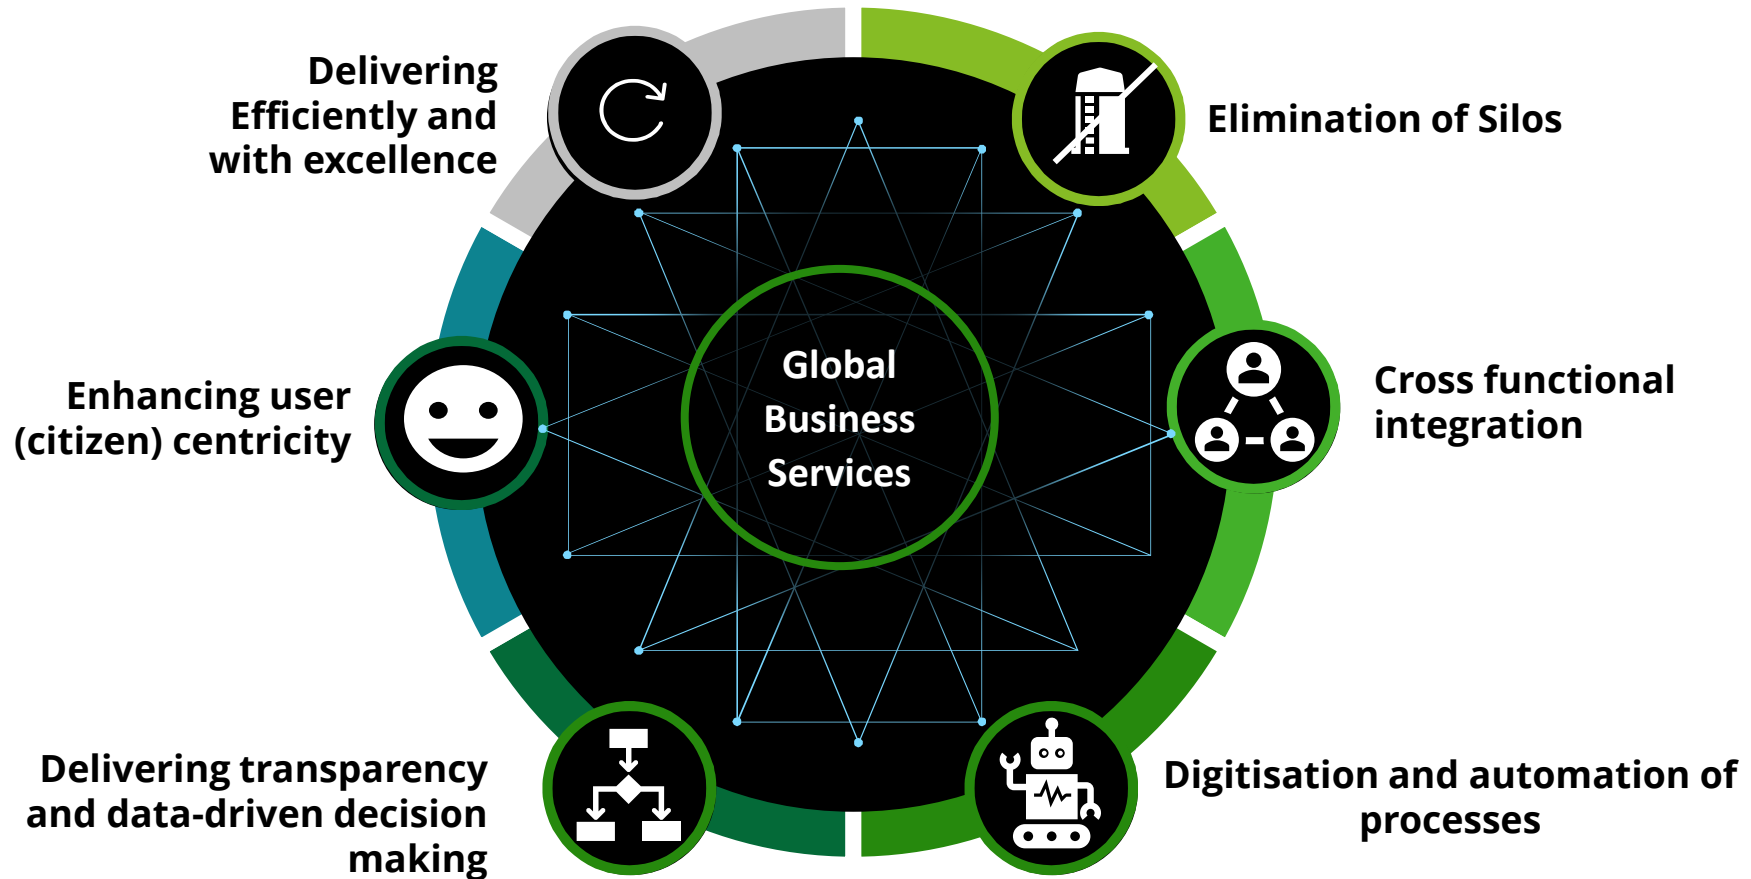 Delivering
Efficiently and
with excellence
Elimination of Silos
Enhancing user
(citizen) centricity
Global
Business
Services
Cross functional
integration
Delivering transparency
and data-driven decision
making
Digitisation and automation of
processes